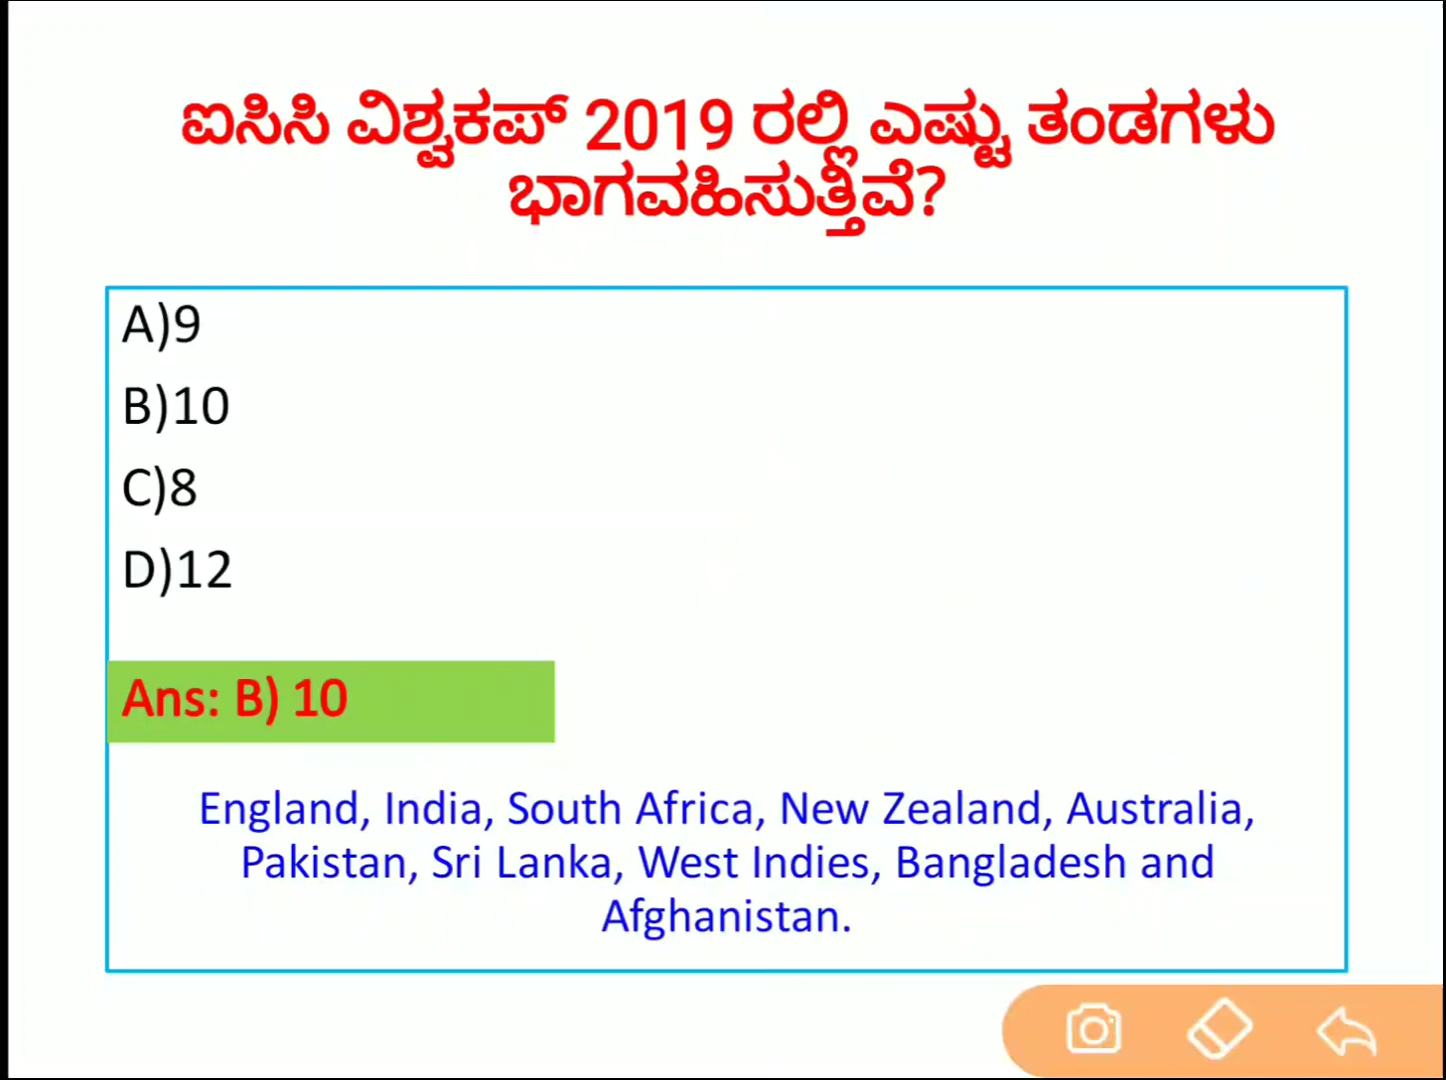 ಐಸಿಸಿ ವಿಶ್ವಕಪ್ 2019 ರಲ್ಲಿ ಎಷ್ಟು ತಂಡಗಳು
ಭಾಗವಹಿಸುತ್ತಿವೆ?
A)9
B)10
C)8
D)12
Ans: B) 10
England, India, South Africa, New Zealand, Australia,
Pakistan, Sri Lanka, West Indies, Bangladesh and
Afghanistan.